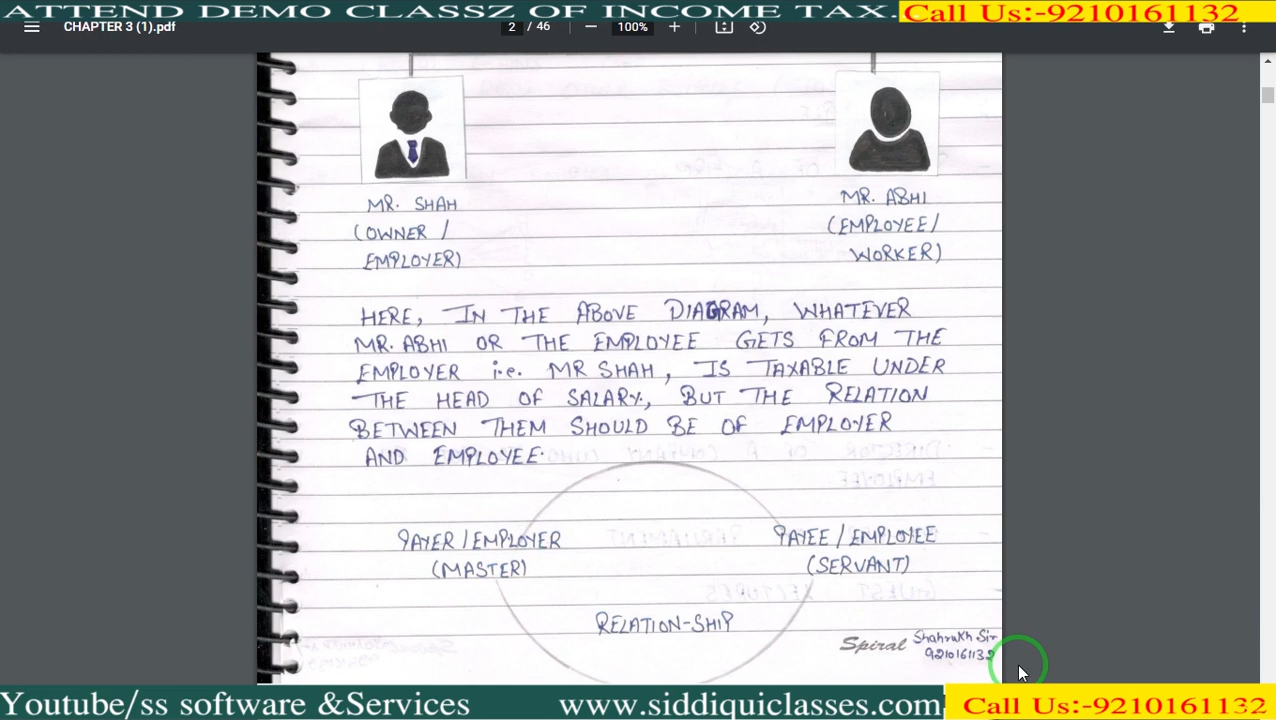 ATTEND DEMO CLASSZ OF INCOME TAX.
Call Us:-9210161132
CHAPTER 3 (1).pdf
2 / 46
100%
MR. SHAH
(OWNER /
EMPLOYER)
MR. ABHI
(EMPLOYEE /
WORKER)
HERE, IN THE ABOVE DIAGRAM, WHATEVER
MR. ABHI OR THE EMPLOYEE GETS FROM THE
EMPLOYER i.e. MR SHAH, IS TAXABLE UNDER
THE HEAD OF SALARY, BUT THE RELATION
BETWEEN THEM SHOULD BE OF EMPLOYER
AND EMPLOYEE.
PAYER / EMPLOYER
(MASTER)
PAYEE / EMPLOYEE
(SERVANT)
RELATION-SHIP
Spiral
Shahrukh Sir
9210161132
Youtube/ss software &Services
www.siddiquiclasses.com
Call Us:-9210161132